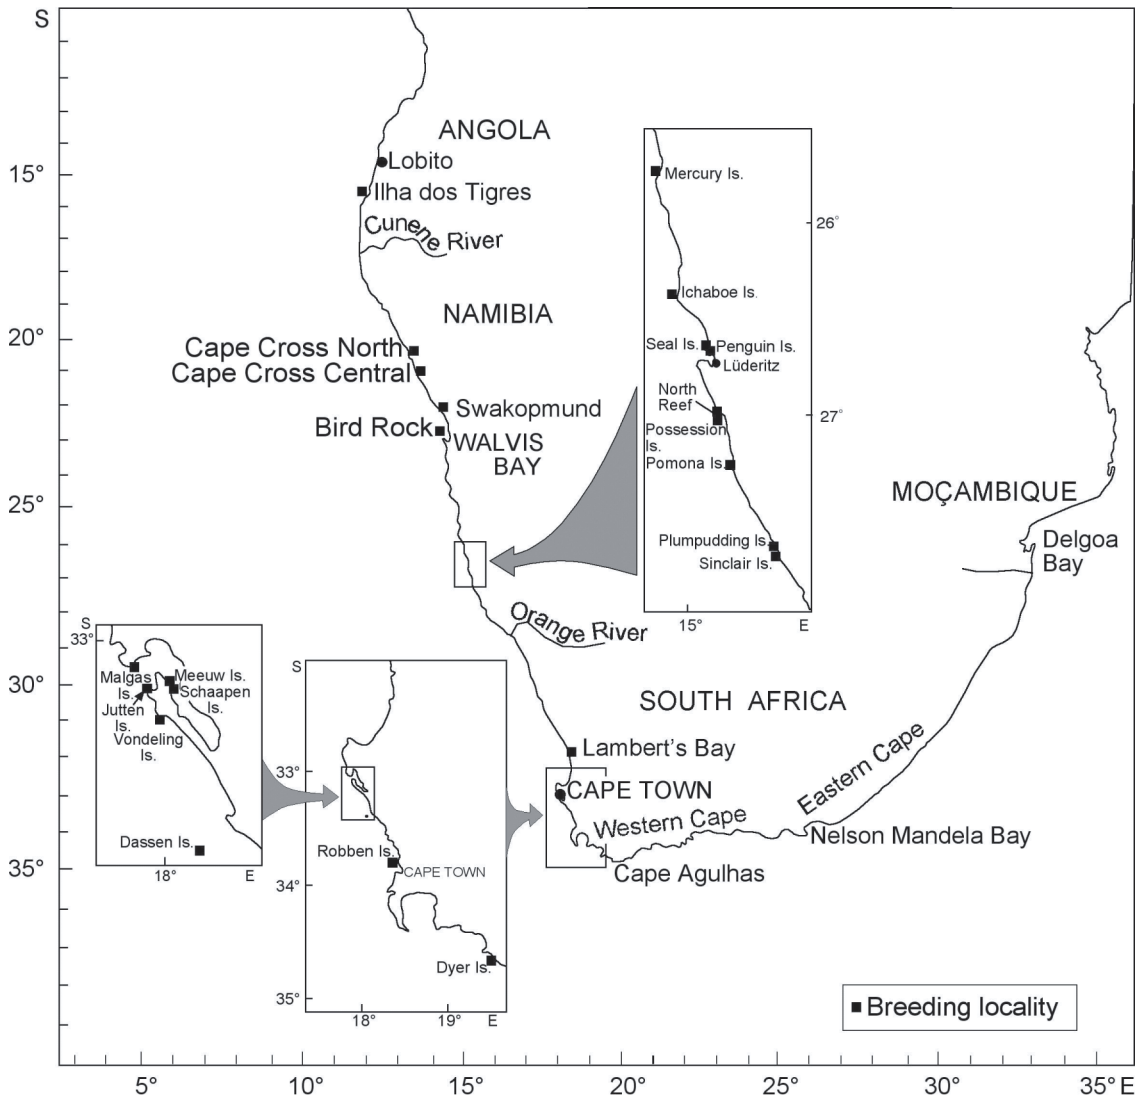 S
ANGOLA
Lobito
15°
Ilha dos Tigres
Cunene River
NAMIBIA
20°
Cape Cross North
Cape Cross Central
Swakopmund
Bird Rock
WALVIS
BAY
25°
Mercury Is.
26°
Ichaboe Is.
Seal Is.
Penguin Is.
Lüderitz
North
Reef
27°
Possession
Is.
Pomona Is.
Plumpudding Is.
Sinclair Is.
15°
E
MOÇAMBIQUE
Delgoa
Bay
Orange River
30°
SOUTH AFRICA
Lambert's Bay
CAPE TOWN
Western Cape
Eastern Cape
Nelson Mandela Bay
35°
Cape Agulhas
S
33°
Malgas
Is.
Meeuw Is.
Schaapen
Is.
Jutten
Is.
Vondeling
Is.
Dassen Is.
18°
E
S
33°
Robben Is.
CAPE TOWN
34°
Dyer Is.
35°
18°
19°
E
Breeding locality
5°
10°
15°
20°
25°
30°
35° E